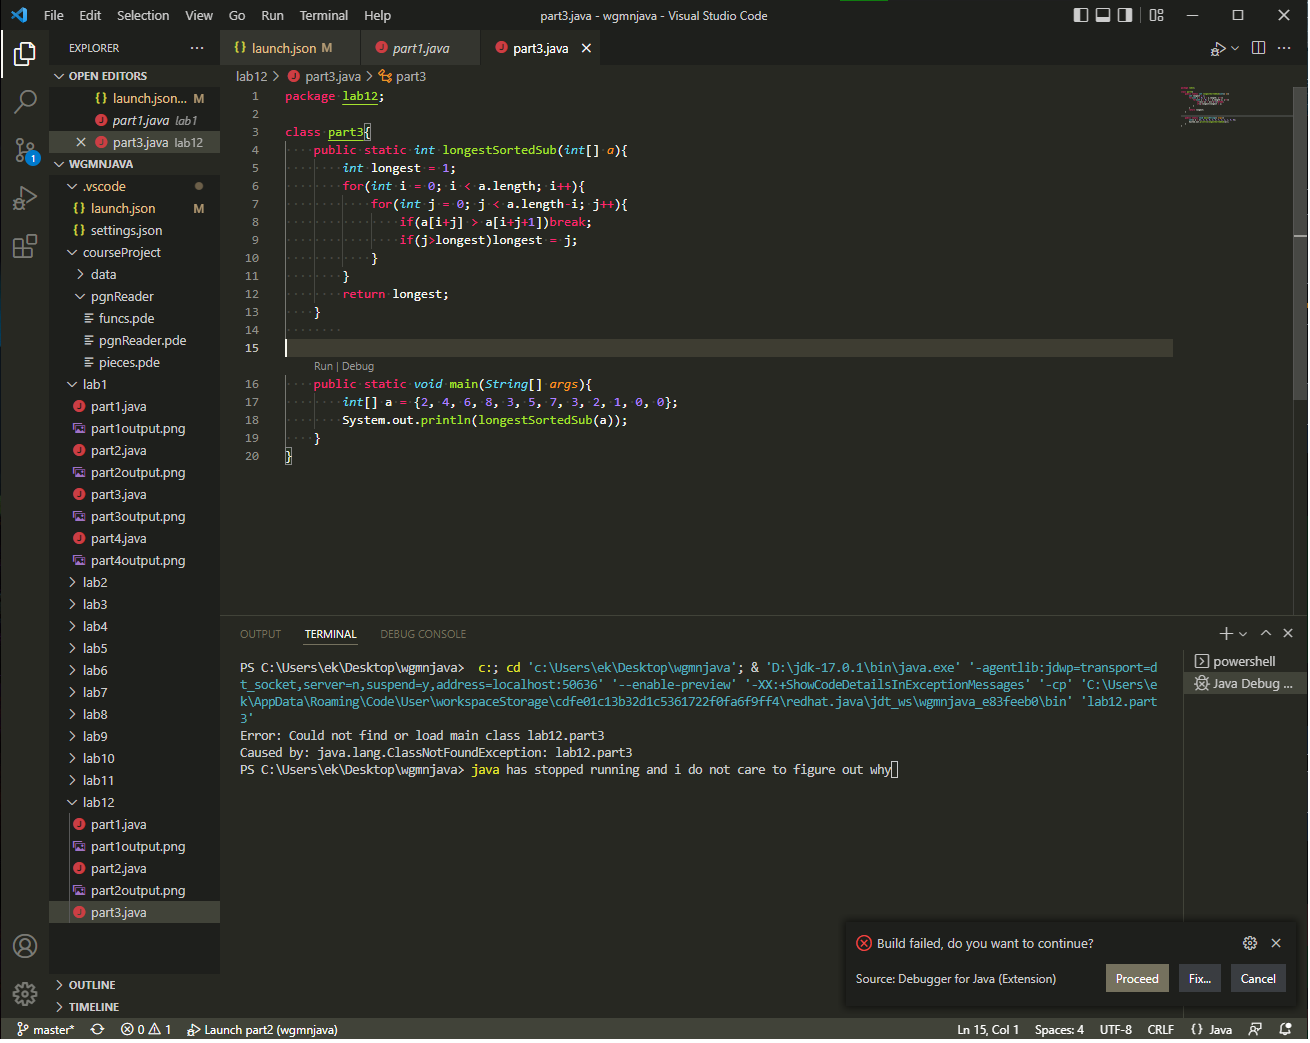 File Edit Selection View Go Run Terminal Help part3.java - wgmnjava - Visual Studio Code
EXPLORER
OPEN EDITORS
launch.json... M
part1.java lab1
part3.java lab12
WGMNJAVA
.vscode
launch.json M
settings.json
courseProject
data
pgnReader
funcs.pde
pgnReader.pde
pieces.pde
lab1
part1.java
part1output.png
part2.java
part2output.png
part3.java
part3output.png
part4.java
part4output.png
lab2
lab3
lab4
lab5
lab6
lab7
lab8
lab9
lab10
lab11
lab12
part1.java
part1output.png
part2.java
part2output.png
part3.java
OUTLINE
TIMELINE
1
launch.json M part1.java part3.java
lab12 > part3.java > part3
1 package lab12;
2
3 class part3{
4 public static int longestSortedSub(int[] a){
5 int longest = 1;
6 for(int i = 0; i < a.length; i++){
7 for(int j = 0; j < a.length-i; j++){
8 if(a[i+j] > a[i+j+1])break;
9 if(j>longest)longest = j;
10 }
11 }
12 return longest;
13 }
14
15
Run | Debug
16 public static void main(String[] args){
17 int[] a = {2, 4, 6, 8, 3, 5, 7, 3, 2, 1, 0, 0};
18 System.out.println(longestSortedSub(a));
19 }
20 }
OUTPUT TERMINAL DEBUG CONSOLE
PS C:\Users\ek\Desktop\wgmnjava>  c:; cd 'c:\Users\ek\Desktop\wgmnjava'; & 'D:\jdk-17.0.1\bin\java.exe' '-agentlib:jdwp=transport=d
t_socket,server=n,suspend=y,address=localhost:50636' '--enable-preview' '-XX:+ShowCodeDetailsInExceptionMessages' '-cp' 'C:\Users\e
k\AppData\Roaming\Code\User\workspaceStorage\cdfe01c13b32d1c5361722f0fa6f9ff4\redhat.java\jdt_ws\wgmnjava_e83feeb0\bin' 'lab12.part
3'
Error: Could not find or load main class lab12.part3
Caused by: java.lang.ClassNotFoundException: lab12.part3
PS C:\Users\ek\Desktop\wgmnjava> java has stopped running and i do not care to figure out why
powershell
Java Debug ...
Build failed, do you want to continue?
Source: Debugger for Java (Extension) Proceed Fix... Cancel
master* 0 1 Launch part2 (wgmnjava) Ln 15, Col 1 Spaces: 4 UTF-8 CRLF {} Java